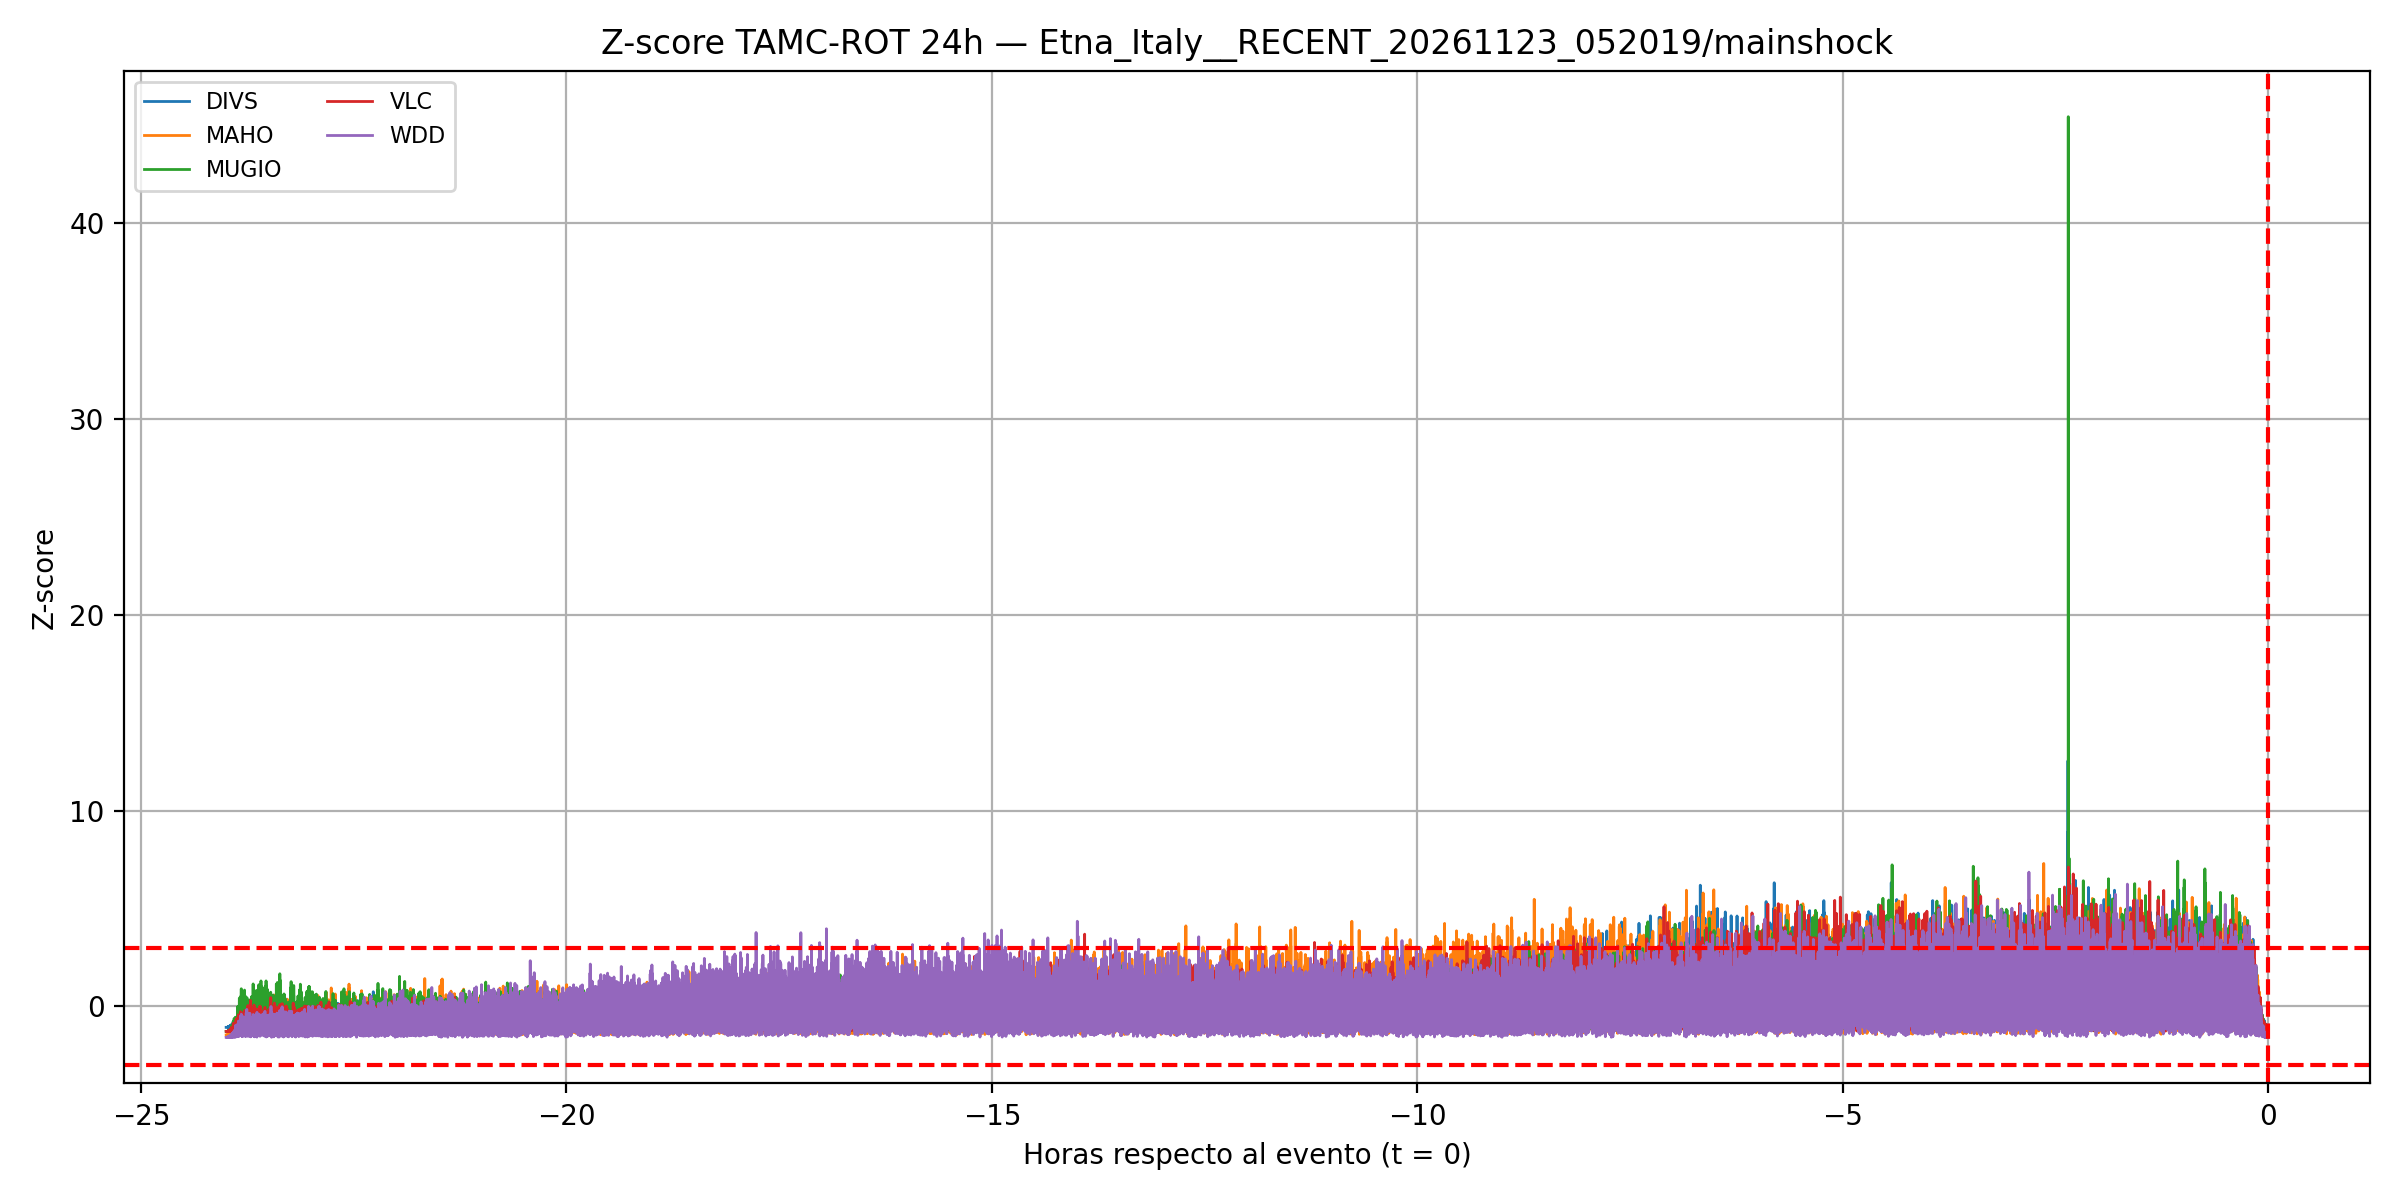 Z-score TAMC-ROT 24h — Etna_Italy__RECENT_20261123_052019/mainshock
DIVS
MAHO
MUGIO
VLC
WDD
Z-score
40
30
20
10
0
−25
−20
−15
−10
−5
0
Horas respecto al evento (t = 0)